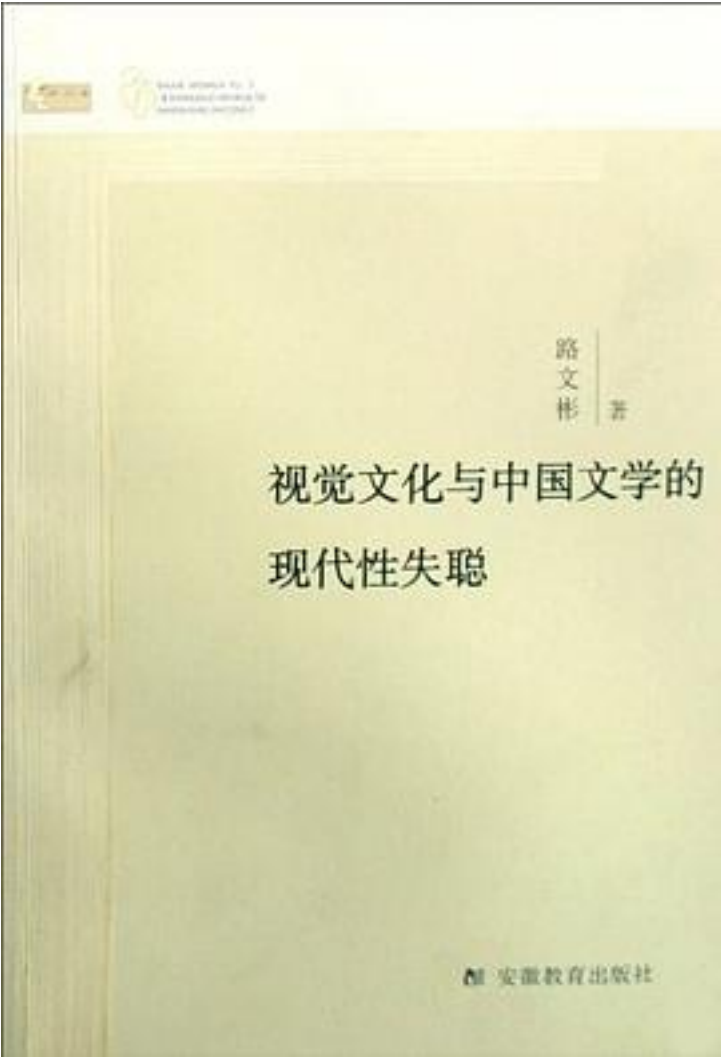 路文彬
著
视觉文化与中国文学的
现代性失聪
安徽教育出版社